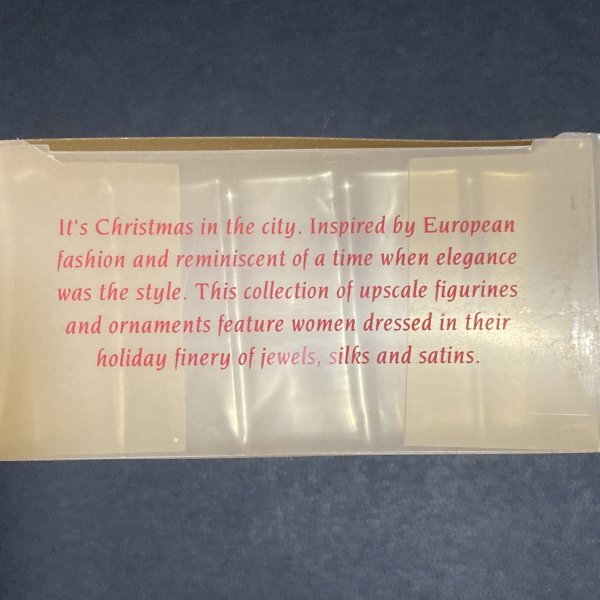 It's Christmas in the city. Inspired by European
fashion and reminiscent of a time when elegance
was the style. This collection of upscale figurines
and ornaments feature women dressed in their
holiday finery of jewels, silks and satins.